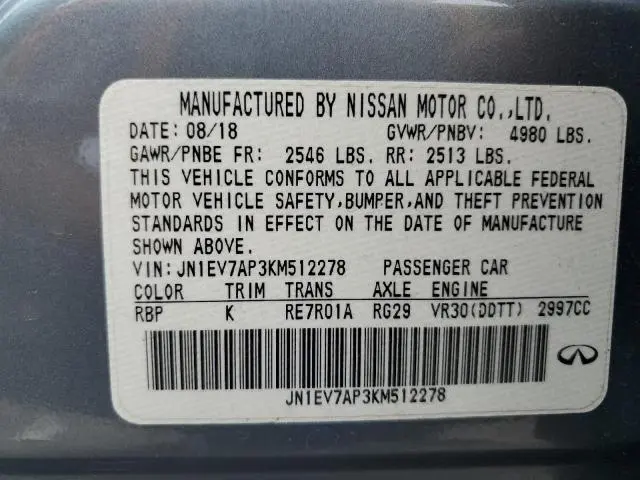 MANUFACTURED BY NISSAN MOTOR CO.,LTD.
DATE: 08/18 GVWR/PNBV: 4980 LBS.
GAWR/PNBE FR: 2546 LBS. RR: 2513 LBS.
THIS VEHICLE CONFORMS TO ALL APPLICABLE FEDERAL
MOTOR VEHICLE SAFETY,BUMPER,AND THEFT PREVENTION
STANDARDS IN EFFECT ON THE DATE OF MANUFACTURE
SHOWN ABOVE.
VIN: JN1EV7AP3KM512278 PASSENGER CAR
COLOR TRIM TRANS AXLE ENGINE
RBP K RE7R01A RG29 VR30(DDTT) 2997CC
JN1EV7AP3KM512278